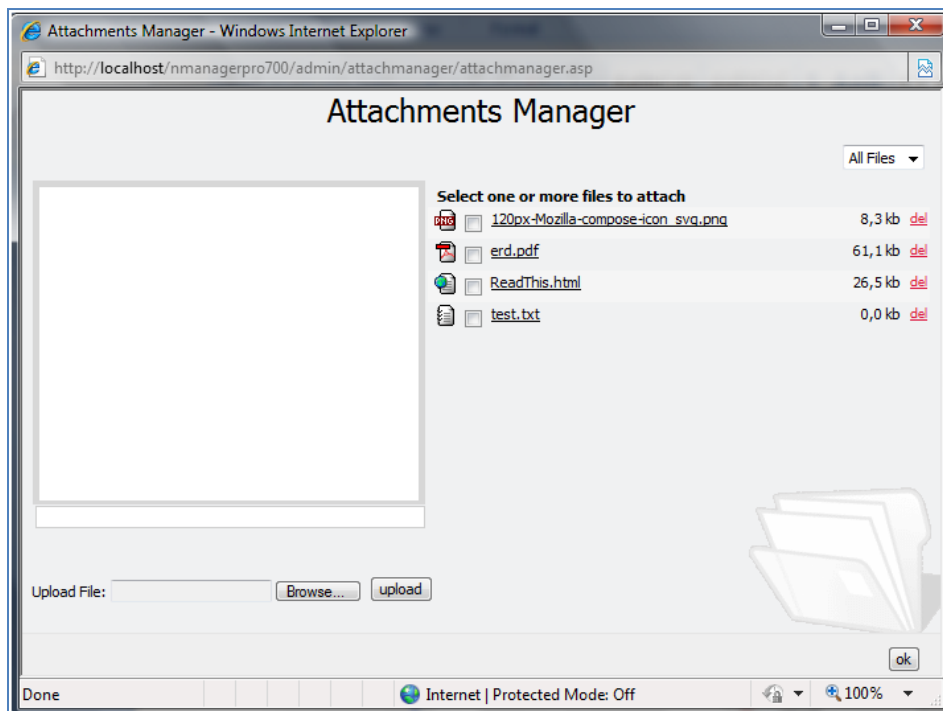 Attachments Manager - Windows Internet Explorer
http://localhost/nmanagerpro700/admin/attachmanager/attachmanager.asp
Attachments Manager
All Files
Select one or more files to attach
PNG 120px-Mozilla-compose-icon_svg.png 8,3 kb del
erd.pdf 61,1 kb del
ReadThis.html 26,5 kb del
test.txt 0,0 kb del
Upload File: Browse... upload
ok
Done Internet | Protected Mode: Off 100%